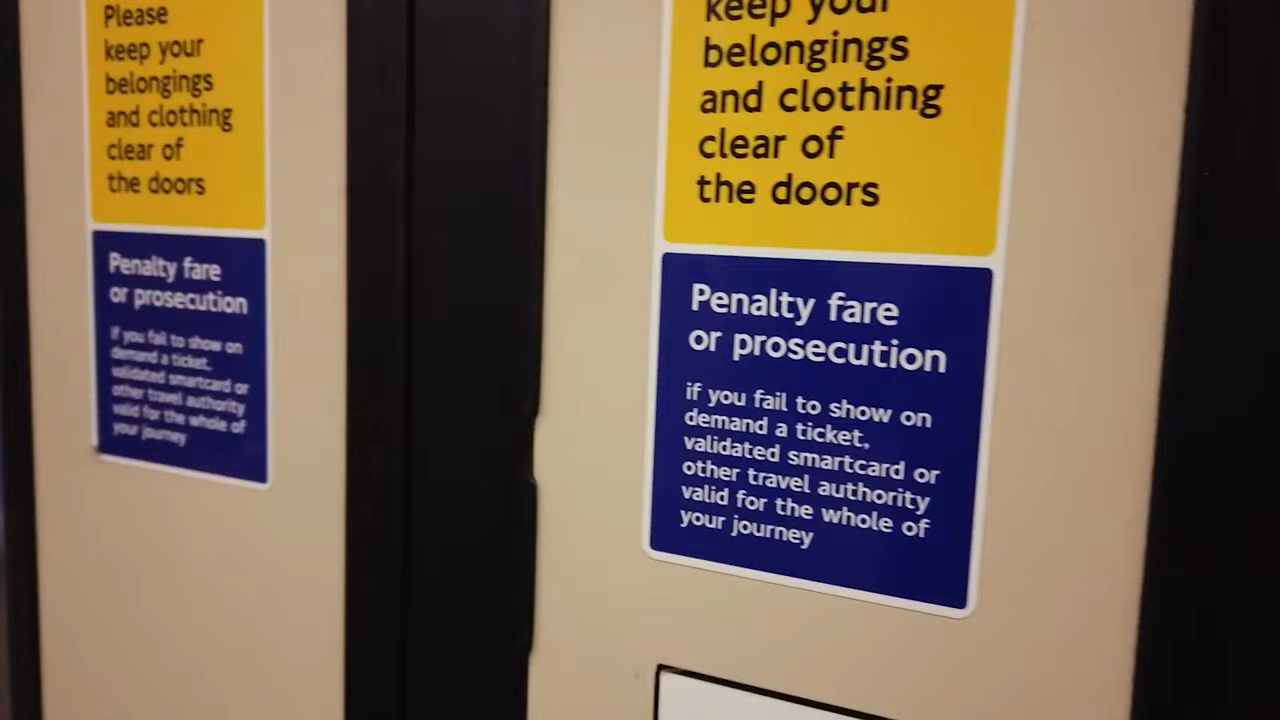 Please
keep your
belongings
and clothing
clear of
the doors
Penalty fare
or prosecution
if you fail to show on
demand a ticket,
validated smartcard or
other travel authority
valid for the whole of
your journey
keep your
belongings
and clothing
clear of
the doors
Penalty fare
or prosecution
if you fail to show on
demand a ticket,
validated smartcard or
other travel authority
valid for the whole of
your journey